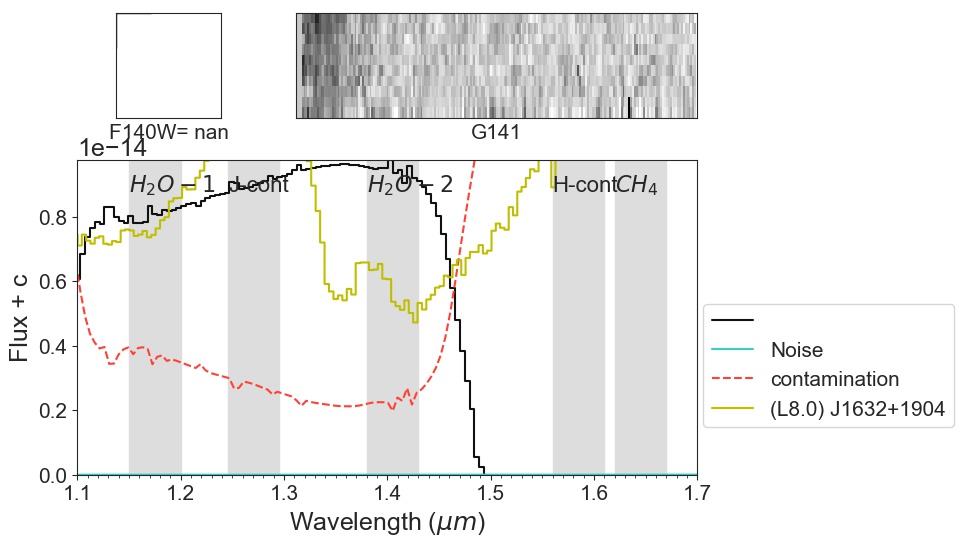 F140W= nan
G141
1e−14
H₂O − 1
J-cont
H₂O − 2
H-cont
CH₄
0.8
0.6
0.4
0.2
0.0
Flux + c
1.1 1.2 1.3 1.4 1.5 1.6 1.7
Wavelength (μm)
Noise
contamination
(L8.0) J1632+1904